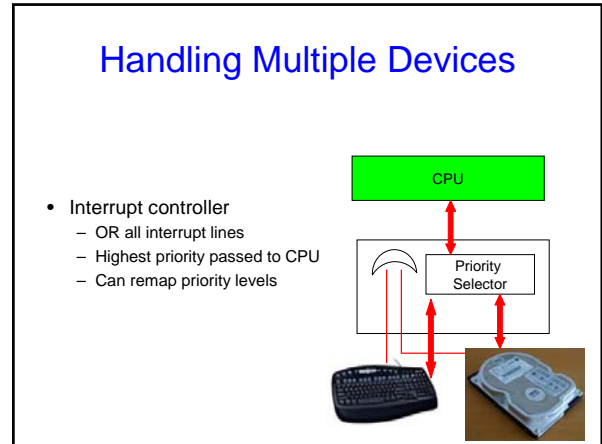 Handling Multiple Devices
• Interrupt controller
– OR all interrupt lines
– Highest priority passed to CPU
– Can remap priority levels
CPU
Priority
Selector